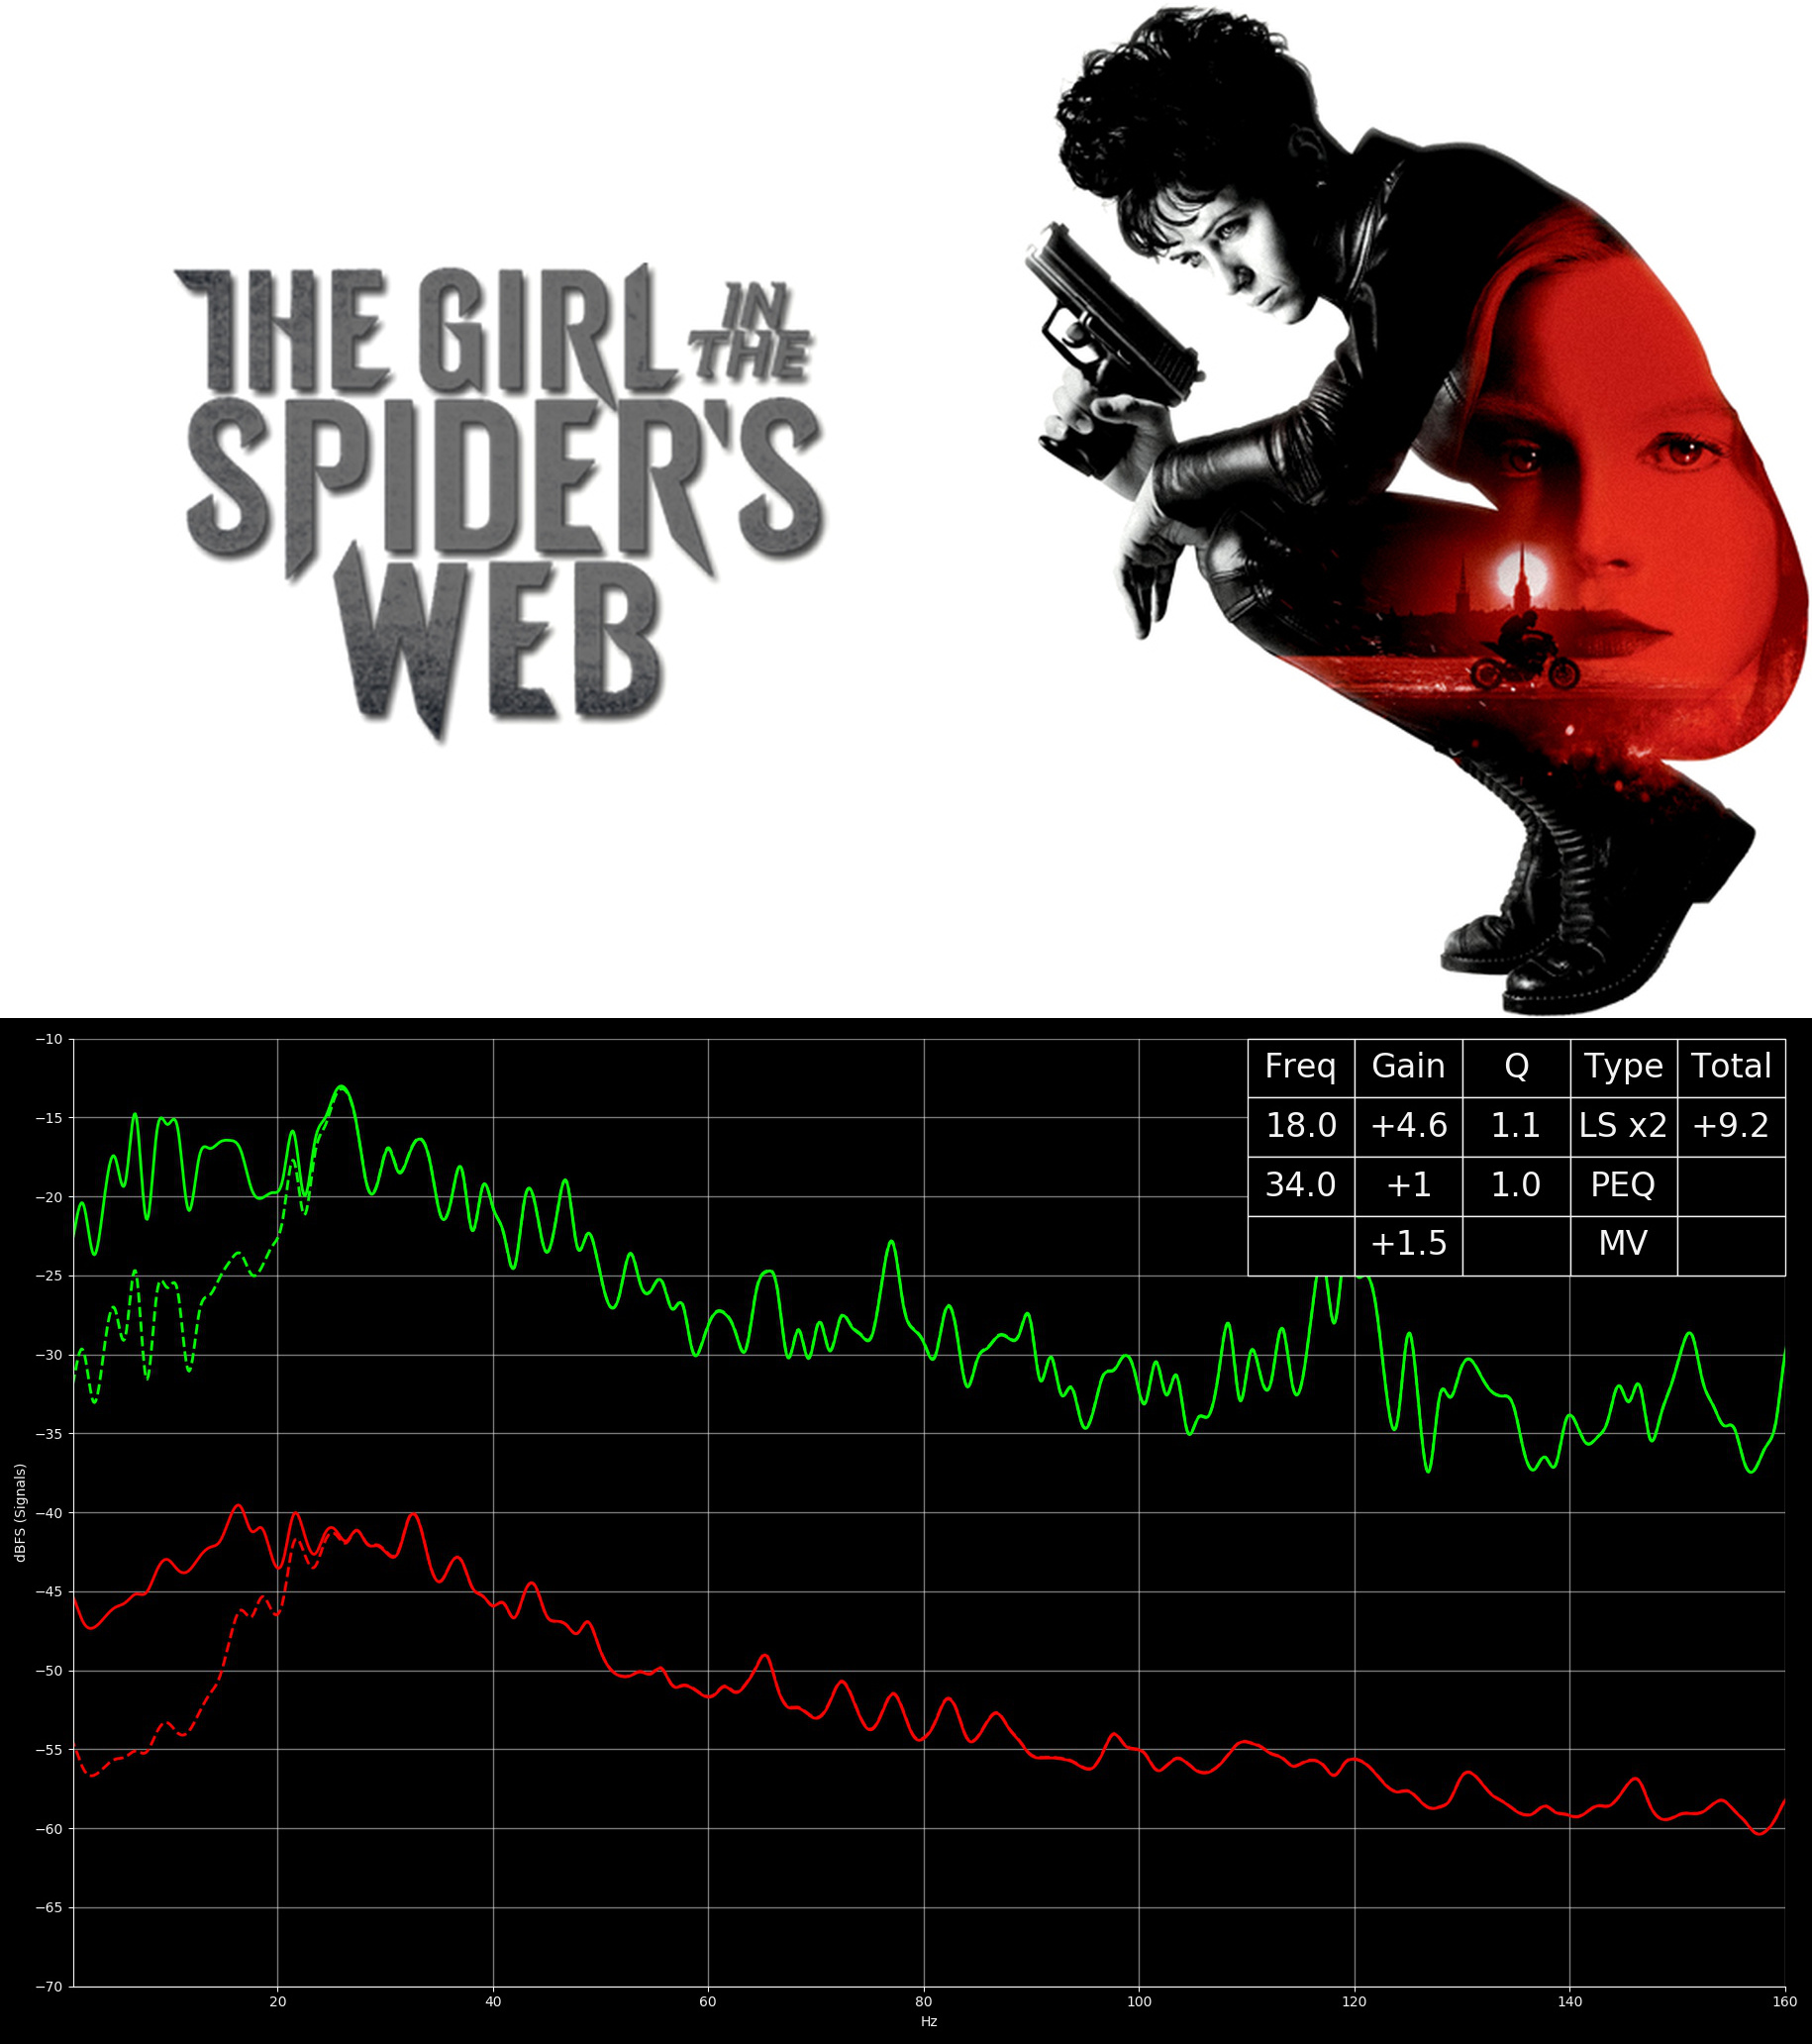 THE GIRL IN THE
SPIDER'S
WEB
Freq Gain Q Type Total
18.0 +4.6 1.1 LS x2 +9.2
34.0 +1 1.0 PEQ
+1.5 MV
−10
−15
−20
−25
−30
−35
−40
−45
−50
−55
−60
−65
−70
dBFS (Signals)
20 40 60 80 100 120 140 160
Hz